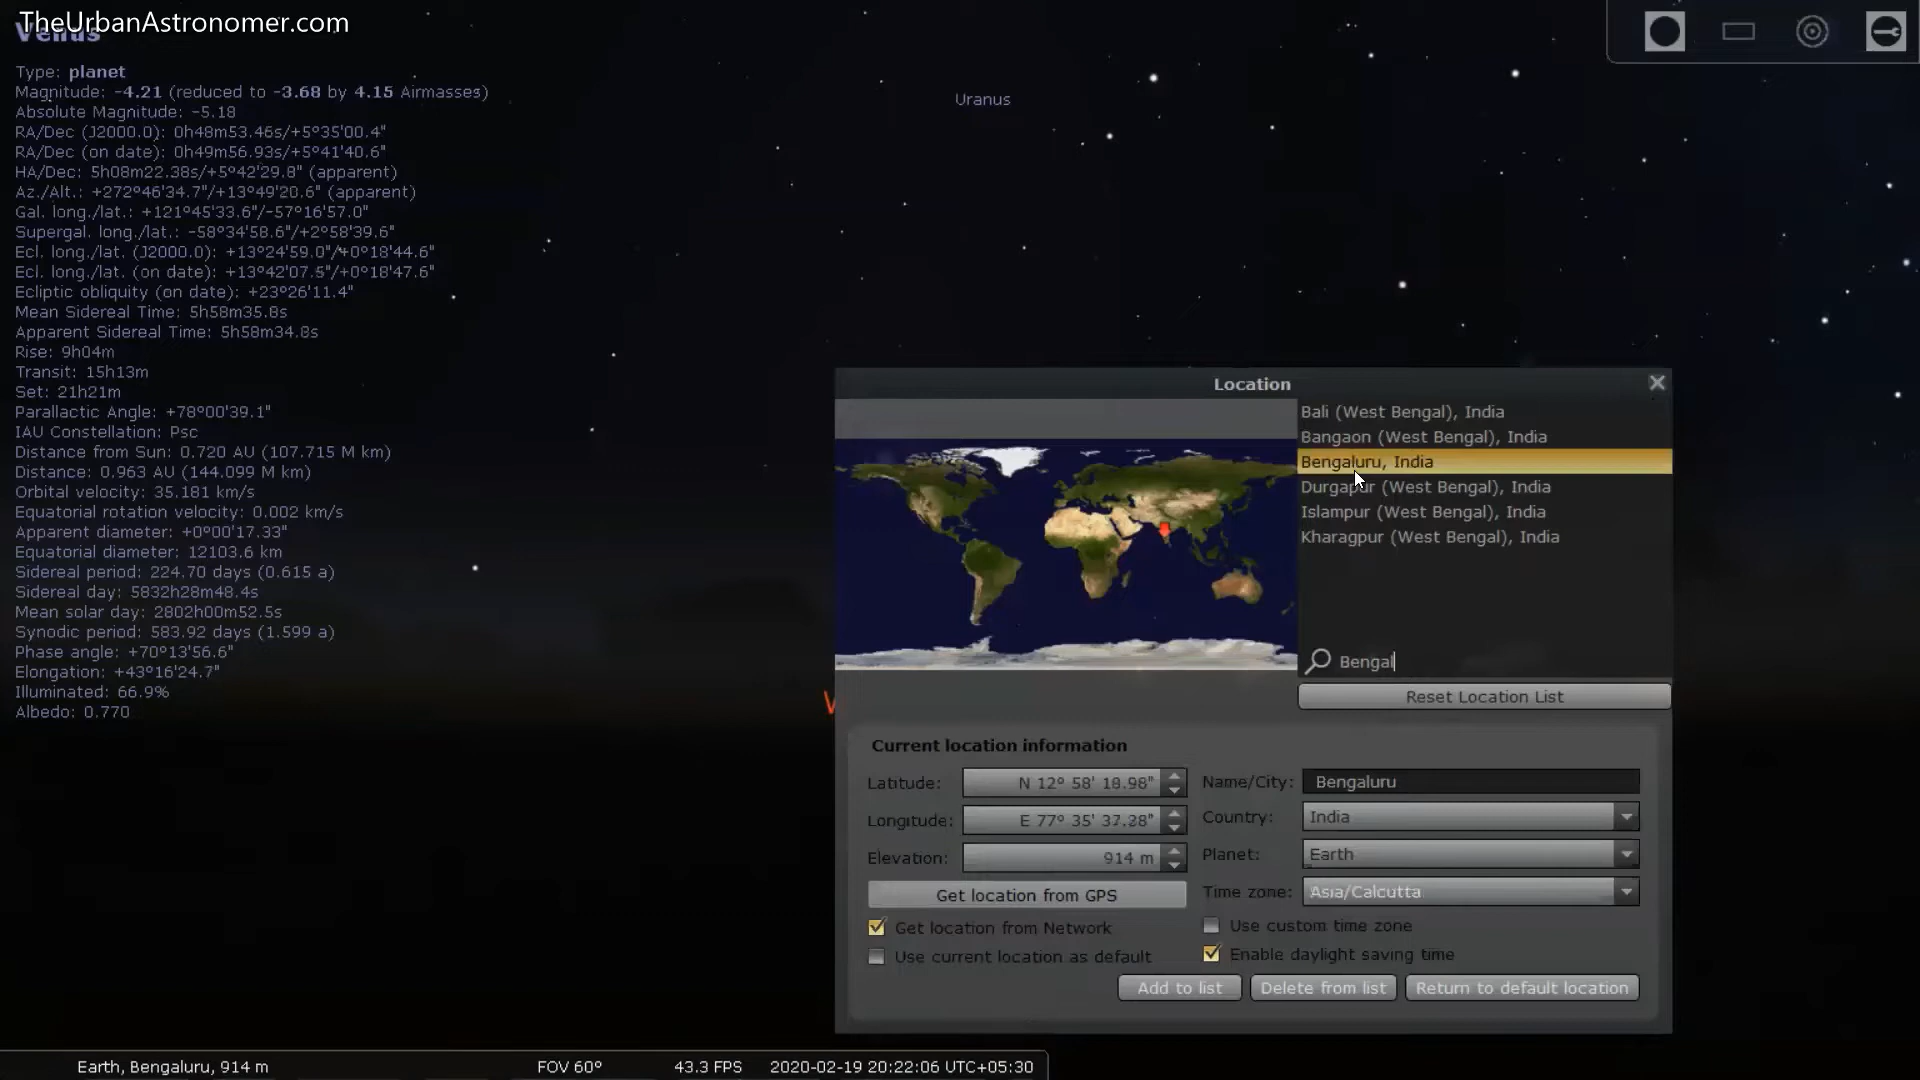 TheUrbanAstronomer.com
Venus
Type: planet
Magnitude: -4.21 (reduced to -3.68 by 4.15 Airmasses)
Absolute Magnitude: -5.18
RA/Dec (J2000.0): 0h48m53.46s/+5°35'00.4"
RA/Dec (on date): 0h49m56.93s/+5°41'40.6"
HA/Dec: 5h08m22.38s/+5°42'29.8" (apparent)
Az./Alt.: +272°46'34.7"/+13°49'20.6" (apparent)
Gal. long./lat.: +121°45'33.6"/-57°16'57.0"
Supergal. long./lat.: -58°34'58.6"/+2°58'39.6"
Ecl. long./lat. (J2000.0): +13°24'59.0"/+0°18'44.6"
Ecl. long./lat. (on date): +13°42'07.5"/+0°18'47.6"
Ecliptic obliquity (on date): +23°26'11.4"
Mean Sidereal Time: 5h58m35.8s
Apparent Sidereal Time: 5h58m34.8s
Rise: 9h04m
Transit: 15h13m
Set: 21h21m
Parallactic Angle: +78°00'39.1"
IAU Constellation: Psc
Distance from Sun: 0.720 AU (107.715 M km)
Distance: 0.963 AU (144.099 M km)
Orbital velocity: 35.181 km/s
Equatorial rotation velocity: 0.002 km/s
Apparent diameter: +0°00'17.33"
Equatorial diameter: 12103.6 km
Sidereal period: 224.70 days (0.615 a)
Sidereal day: 5832h28m48.4s
Mean solar day: 2802h00m52.5s
Synodic period: 583.92 days (1.599 a)
Phase angle: +70°13'56.6"
Elongation: +43°16'24.7"
Illuminated: 66.9%
Albedo: 0.770
Uranus
W
Location
Bali (West Bengal), India
Bangaon (West Bengal), India
Bengaluru, India
Durgapur (West Bengal), India
Islampur (West Bengal), India
Kharagpur (West Bengal), India
Bengal
Reset Location List
Current location information
Latitude: N 12° 58' 18.98"
Longitude: E 77° 35' 37.28"
Elevation: 914 m
Get location from GPS
Get location from Network
Use current location as default
Name/City: Bengaluru
Country: India
Planet: Earth
Time zone: Asia/Calcutta
Use custom time zone
Enable daylight saving time
Add to list
Delete from list
Return to default location
Earth, Bengaluru, 914 m
FOV 60°
43.3 FPS
2020-02-19 20:22:06 UTC+05:30